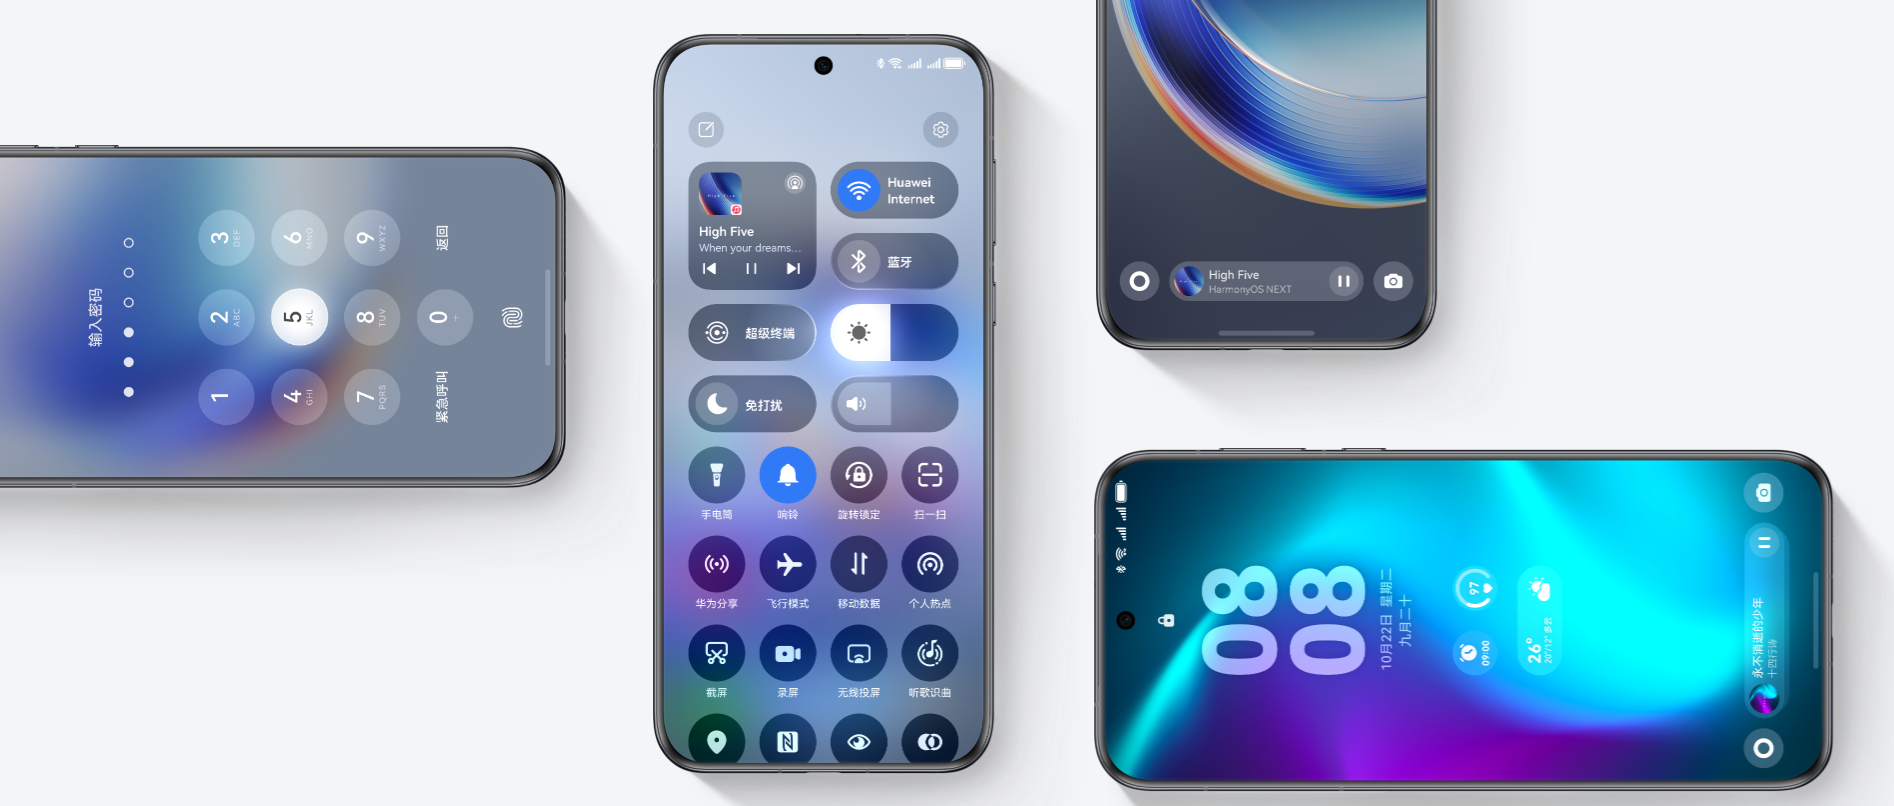 输入密码
1
2
ABC
3
DEF
4
GHI
5
JKL
6
MNO
7
PQRS
8
TUV
9
WXYZ
紧急呼叫
0
+
返回
High Five
When your dreams...
Huawei
Internet
蓝牙
超级终端
免打扰
手电筒
响铃
旋转锁定
扫一扫
华为分享
飞行模式
移动数据
个人热点
截屏
录屏
无线投屏
听歌识曲
High Five
HarmonyOS NEXT
08
08
10月22日 星期二
九月二十
97
09:00
26°
20°/12° 多云
永不消逝的少年
十四行诗